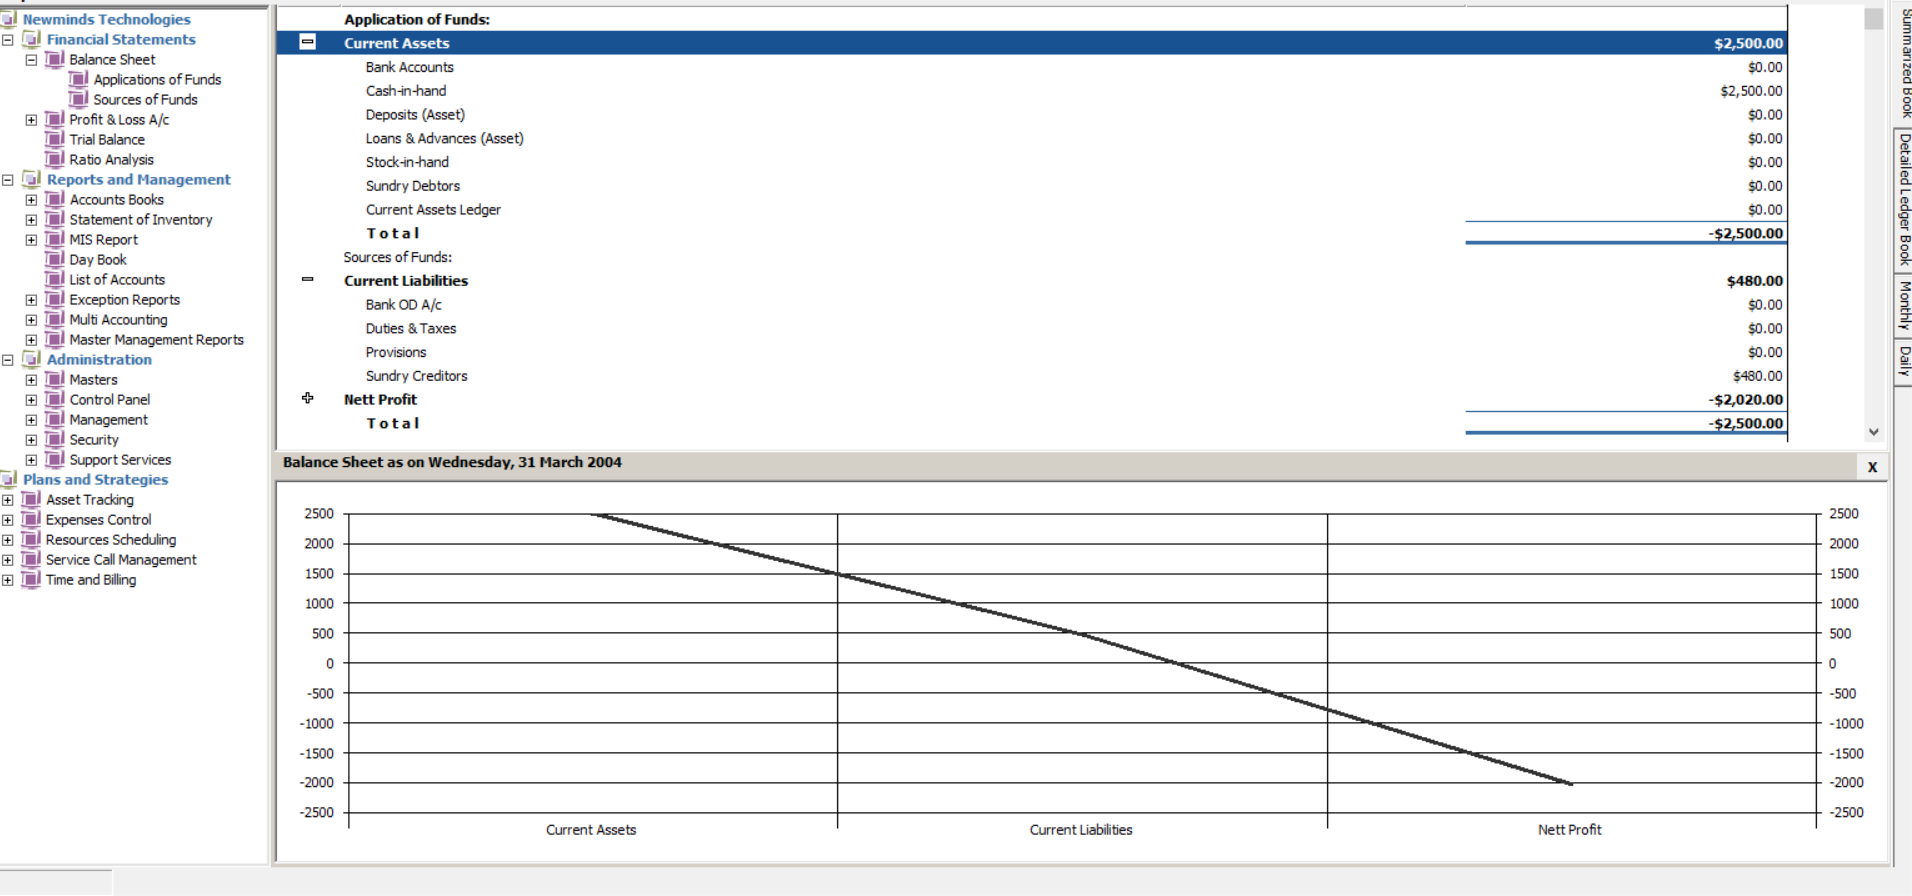 Newminds Technologies
Financial Statements
Balance Sheet
Applications of Funds
Sources of Funds
Profit & Loss A/c
Trial Balance
Ratio Analysis
Reports and Management
Accounts Books
Statement of Inventory
MIS Report
Day Book
List of Accounts
Exception Reports
Multi Accounting
Master Management Reports
Administration
Masters
Control Panel
Management
Security
Support Services
Plans and Strategies
Asset Tracking
Expenses Control
Resources Scheduling
Service Call Management
Time and Billing
Application of Funds:
Current Assets $2,500.00
Bank Accounts $0.00
Cash-in-hand $2,500.00
Deposits (Asset) $0.00
Loans & Advances (Asset) $0.00
Stock-in-hand $0.00
Sundry Debtors $0.00
Current Assets Ledger $0.00
Total -$2,500.00
Sources of Funds:
Current Liabilities $480.00
Bank OD A/c $0.00
Duties & Taxes $0.00
Provisions $0.00
Sundry Creditors $480.00
Nett Profit -$2,020.00
Total -$2,500.00
Balance Sheet as on Wednesday, 31 March 2004 X
2500 2500
2000 2000
1500 1500
1000 1000
500 500
0 0
-500 -500
-1000 -1000
-1500 -1500
-2000 -2000
-2500 -2500
Current Assets Current Liabilities Nett Profit
Summarized Book
Detailed Ledger Book
Monthly
Daily